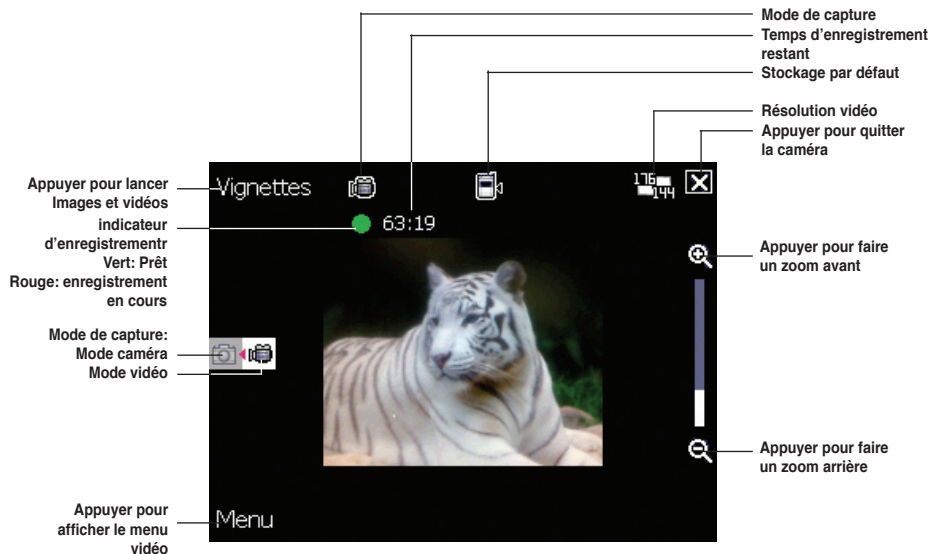 Mode de capture
Temps d’enregistrement
restant
Stockage par défaut
Résolution vidéo
Appuyer pour quitter
la caméra
Appuyer pour lancer
Images et vidéos
indicateur
d’enregistrementr
Vert: Prêt
Rouge: enregistrement
en cours
Mode de capture:
Mode caméra
Mode vidéo
Appuyer pour
afficher le menu
vidéo
Vignettes
176
144
63:19
Menu
Appuyer pour faire
un zoom avant
Appuyer pour faire
un zoom arrière